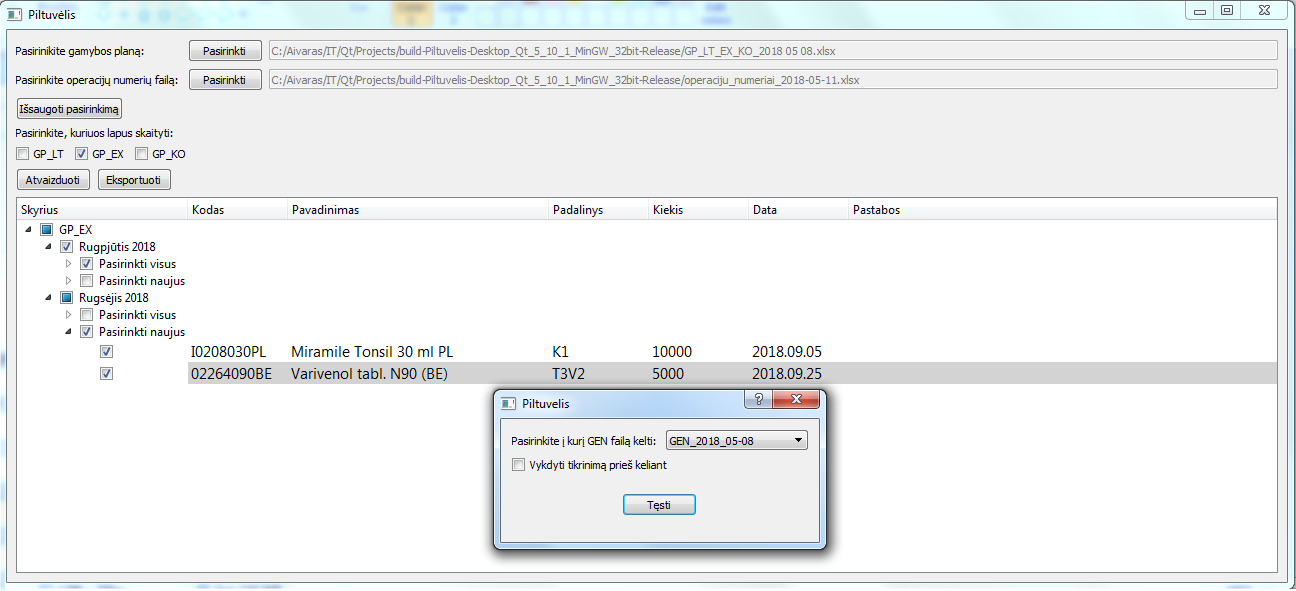 Piltuvėlis
Pasirinikite gamybos planą: Pasirinkti C:/Aivaras/IT/Qt/Projects/build-Piltuvelis-Desktop_Qt_5_10_1_MinGW_32bit-Release/GP_LT_EX_KO_2018 05 08.xlsx
Pasirinkite operacijų numerių failą: Pasirinkti C:/Aivaras/IT/Qt/Projects/build-Piltuvelis-Desktop_Qt_5_10_1_MinGW_32bit-Release/operaciju_numeriai_2018-05-11.xlsx
Išsaugoti pasirinkimą
Pasirinkite, kuriuos lapus skaityti:
GP_LT GP_EX GP_KO
Atvaizduoti Eksportuoti
Skyrius Kodas Pavadinimas Padalinys Kiekis Data Pastabos
GP_EX
Rugpjūtis 2018
Pasirinkti visus
Pasirinkti naujus
Rugsėjis 2018
Pasirinkti visus
Pasirinkti naujus
I0208030PL Miramile Tonsil 30 ml PL K1 10000 2018.09.05
02264090BE Varivenol tabl. N90 (BE) T3V2 5000 2018.09.25
Piltuvelis ?
Pasirinkite į kurį GEN failą kelti: GEN_2018_05-08
Vykdyti tikrinimą prieš keliant
Tęsti